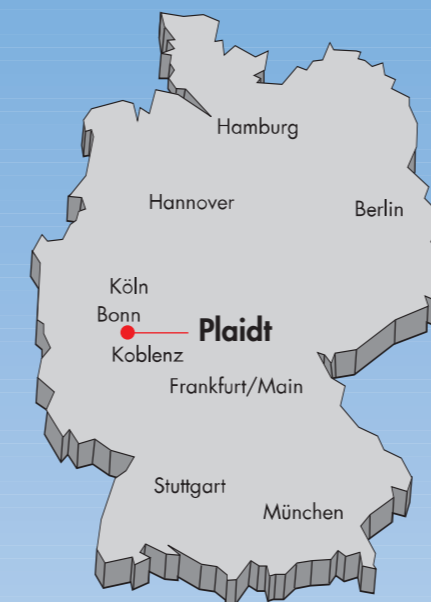 Hamburg
Hannover
Berlin
Köln
Bonn
Plaidt
Koblenz
Frankfurt/Main
Stuttgart
München